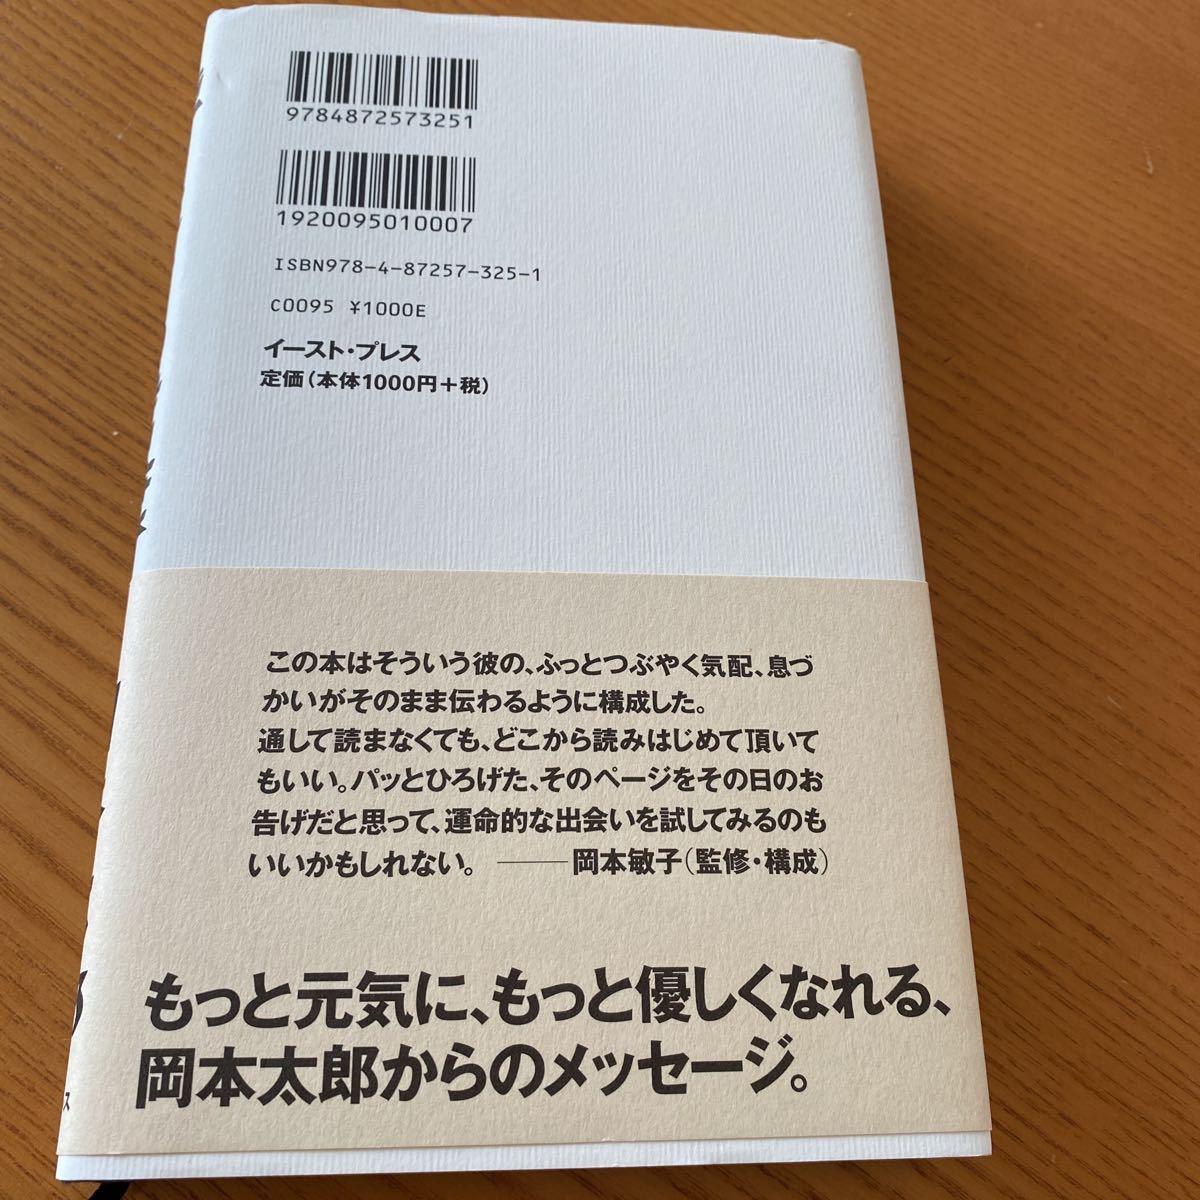 9784872573251
1920095010007
ISBN978-4-87257-325-1
C0095 ¥1000E
イースト・プレス
定価(本体1000円+税)
この本はそういう彼の、ふっとつぶやく気配、息づ
かいがそのまま伝わるように構成した。
通して読まなくても、どこから読みはじめて頂いて
もいい。パッとひろげた、そのページをその日のお
告げだと思って、運命的な出会いを試してみるのも
いいかもしれない。 ——岡本敏子(監修・構成)
もっと元気に、もっと優しくなれる、
岡本太郎からのメッセージ。
ス